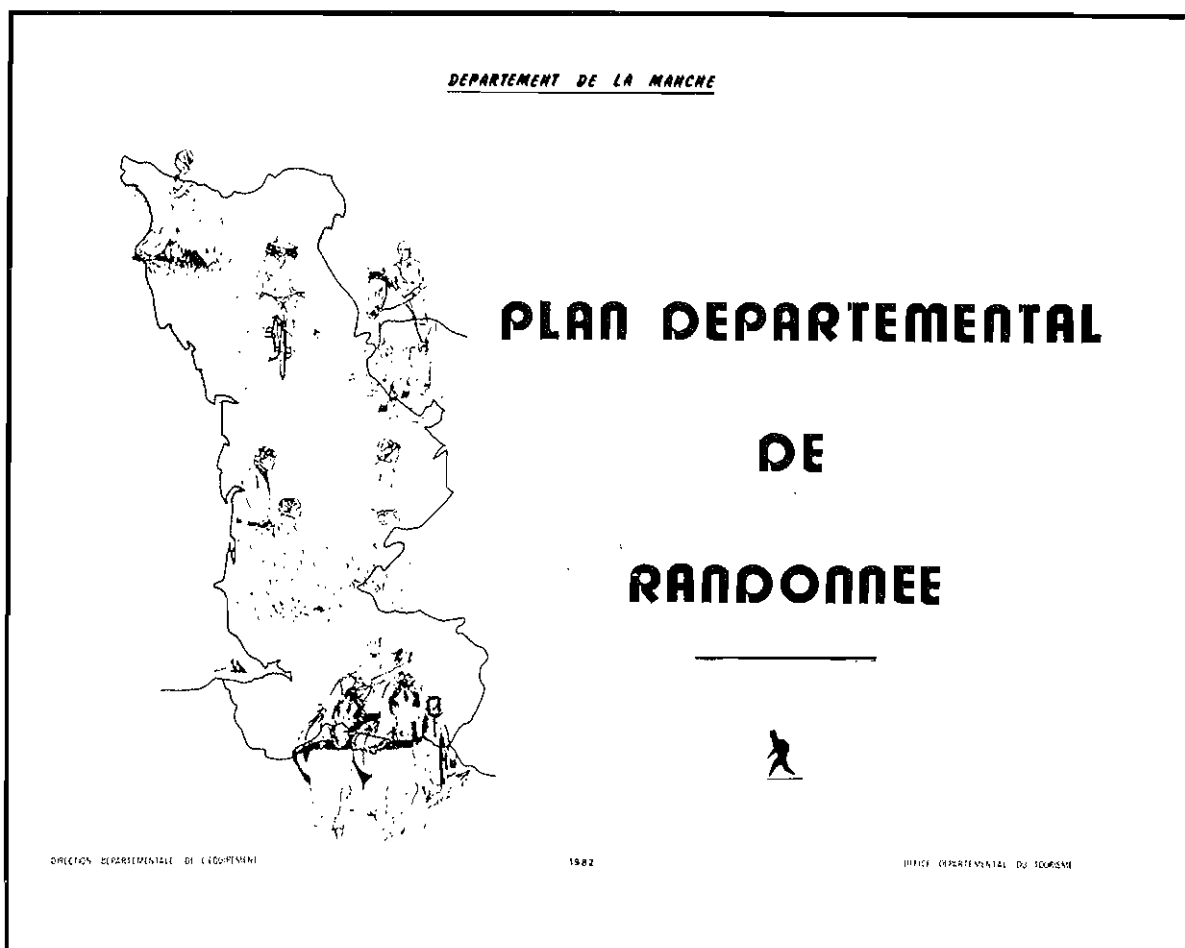 DEPARTEMENT DE LA MANCHE
PLAN DEPARTEMENTAL
DE
RANDONNEE
DIRECTION DEPARTEMENTALE DE L'EQUIPEMENT
1982
OFFICE DEPARTEMENTAL DU TOURISME